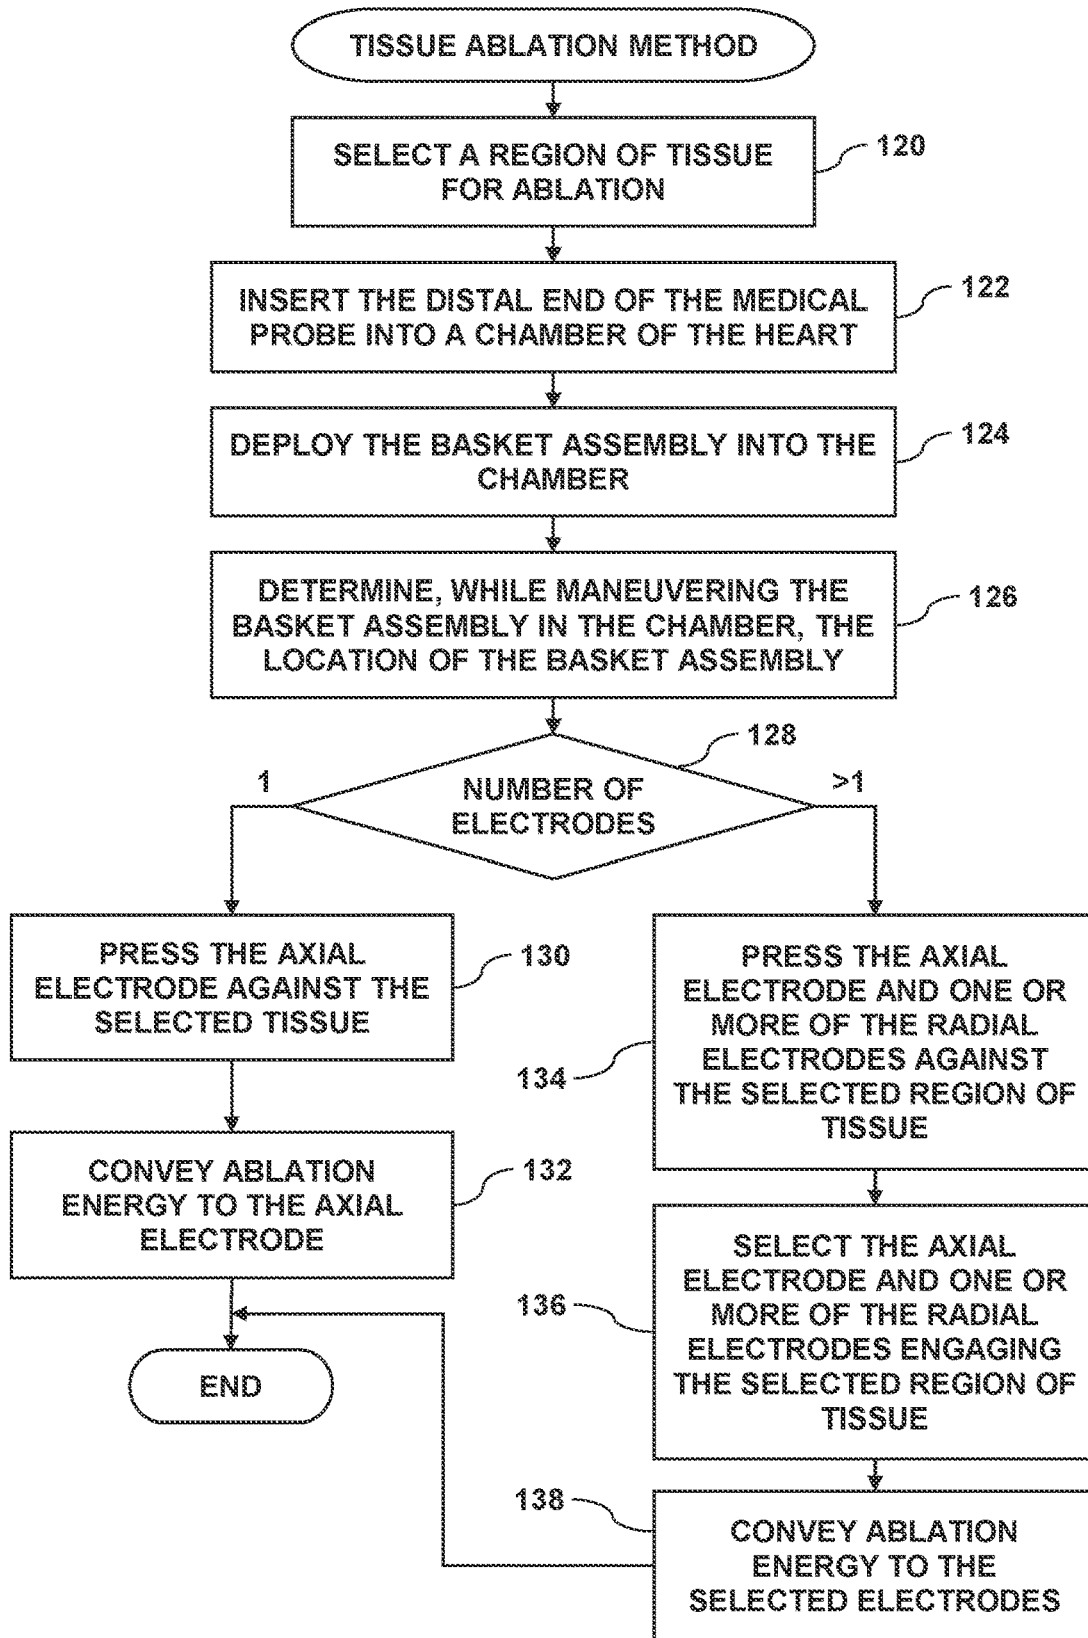 TISSUE ABLATION METHOD
SELECT A REGION OF TISSUE
FOR ABLATION
120
INSERT THE DISTAL END OF THE MEDICAL
PROBE INTO A CHAMBER OF THE HEART
122
DEPLOY THE BASKET ASSEMBLY INTO THE
CHAMBER
124
DETERMINE, WHILE MANEUVERING THE
BASKET ASSEMBLY IN THE CHAMBER, THE
LOCATION OF THE BASKET ASSEMBLY
126
128
1
NUMBER OF
ELECTRODES
>1
PRESS THE AXIAL
ELECTRODE AGAINST THE
SELECTED TISSUE
130
CONVEY ABLATION
ENERGY TO THE AXIAL
ELECTRODE
132
END
PRESS THE AXIAL
ELECTRODE AND ONE OR
MORE OF THE RADIAL
ELECTRODES AGAINST
THE SELECTED REGION OF
TISSUE
134
SELECT THE AXIAL
ELECTRODE AND ONE OR
MORE OF THE RADIAL
ELECTRODES ENGAGING
THE SELECTED REGION OF
TISSUE
136
138
CONVEY ABLATION
ENERGY TO THE
SELECTED ELECTRODES